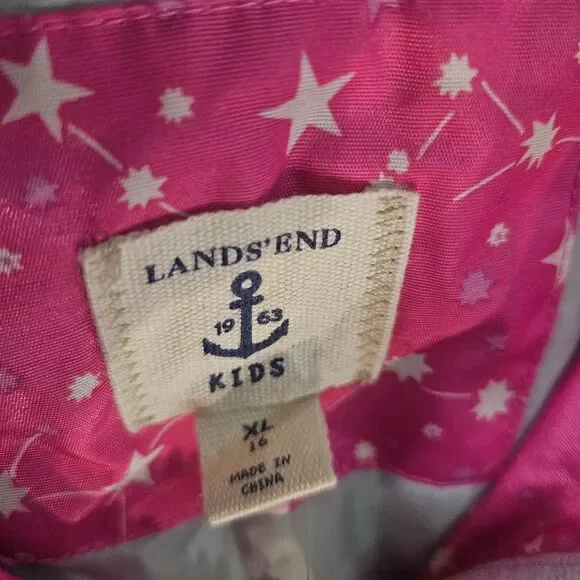 LANDS' END
19 63
KIDS
XL
16
MADE IN
CHINA